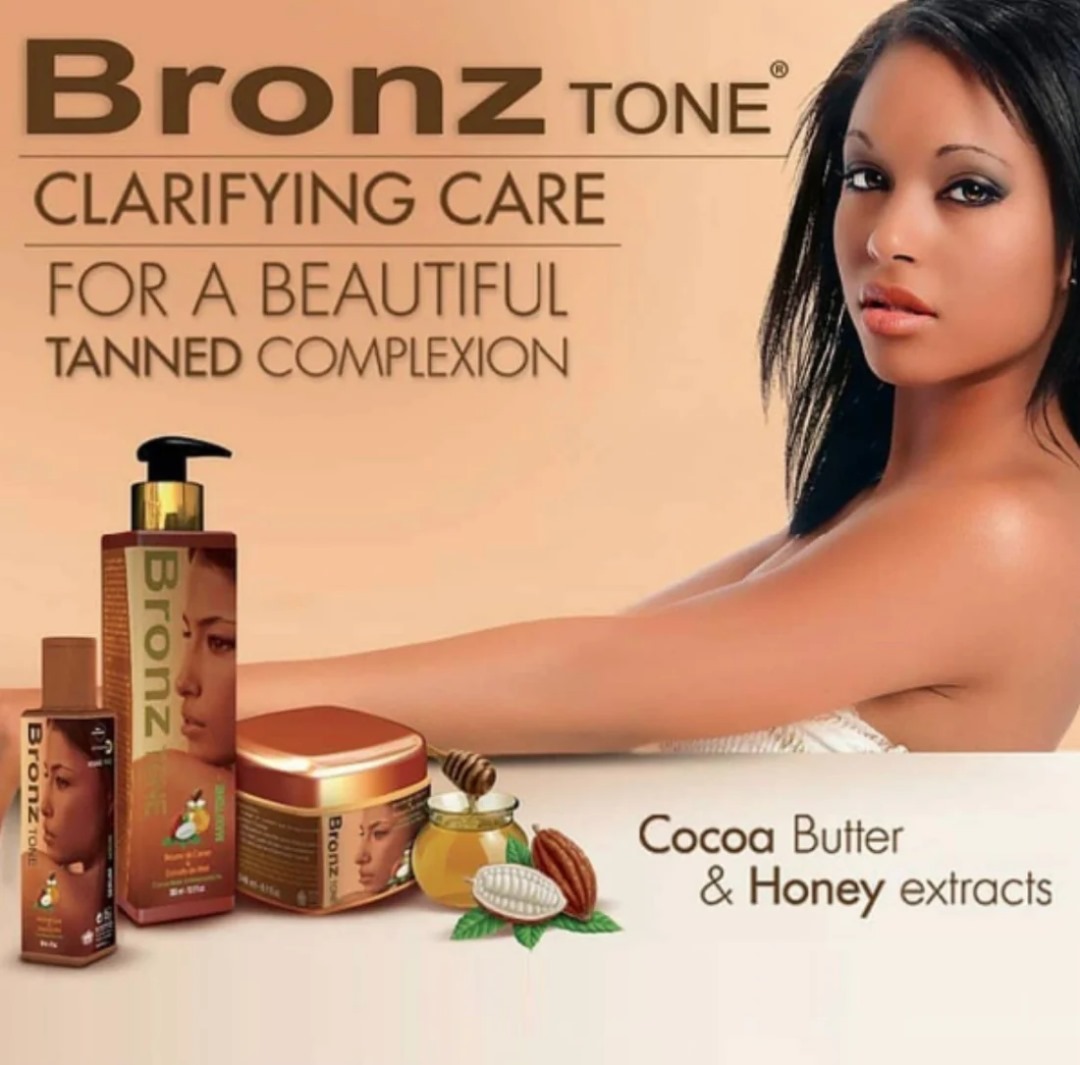 Bronz TONE®
CLARIFYING CARE
FOR A BEAUTIFUL
TANNED COMPLEXION
Bronz TONE
Bronz TONE
Bronz TONE
Cocoa Butter
& Honey extracts